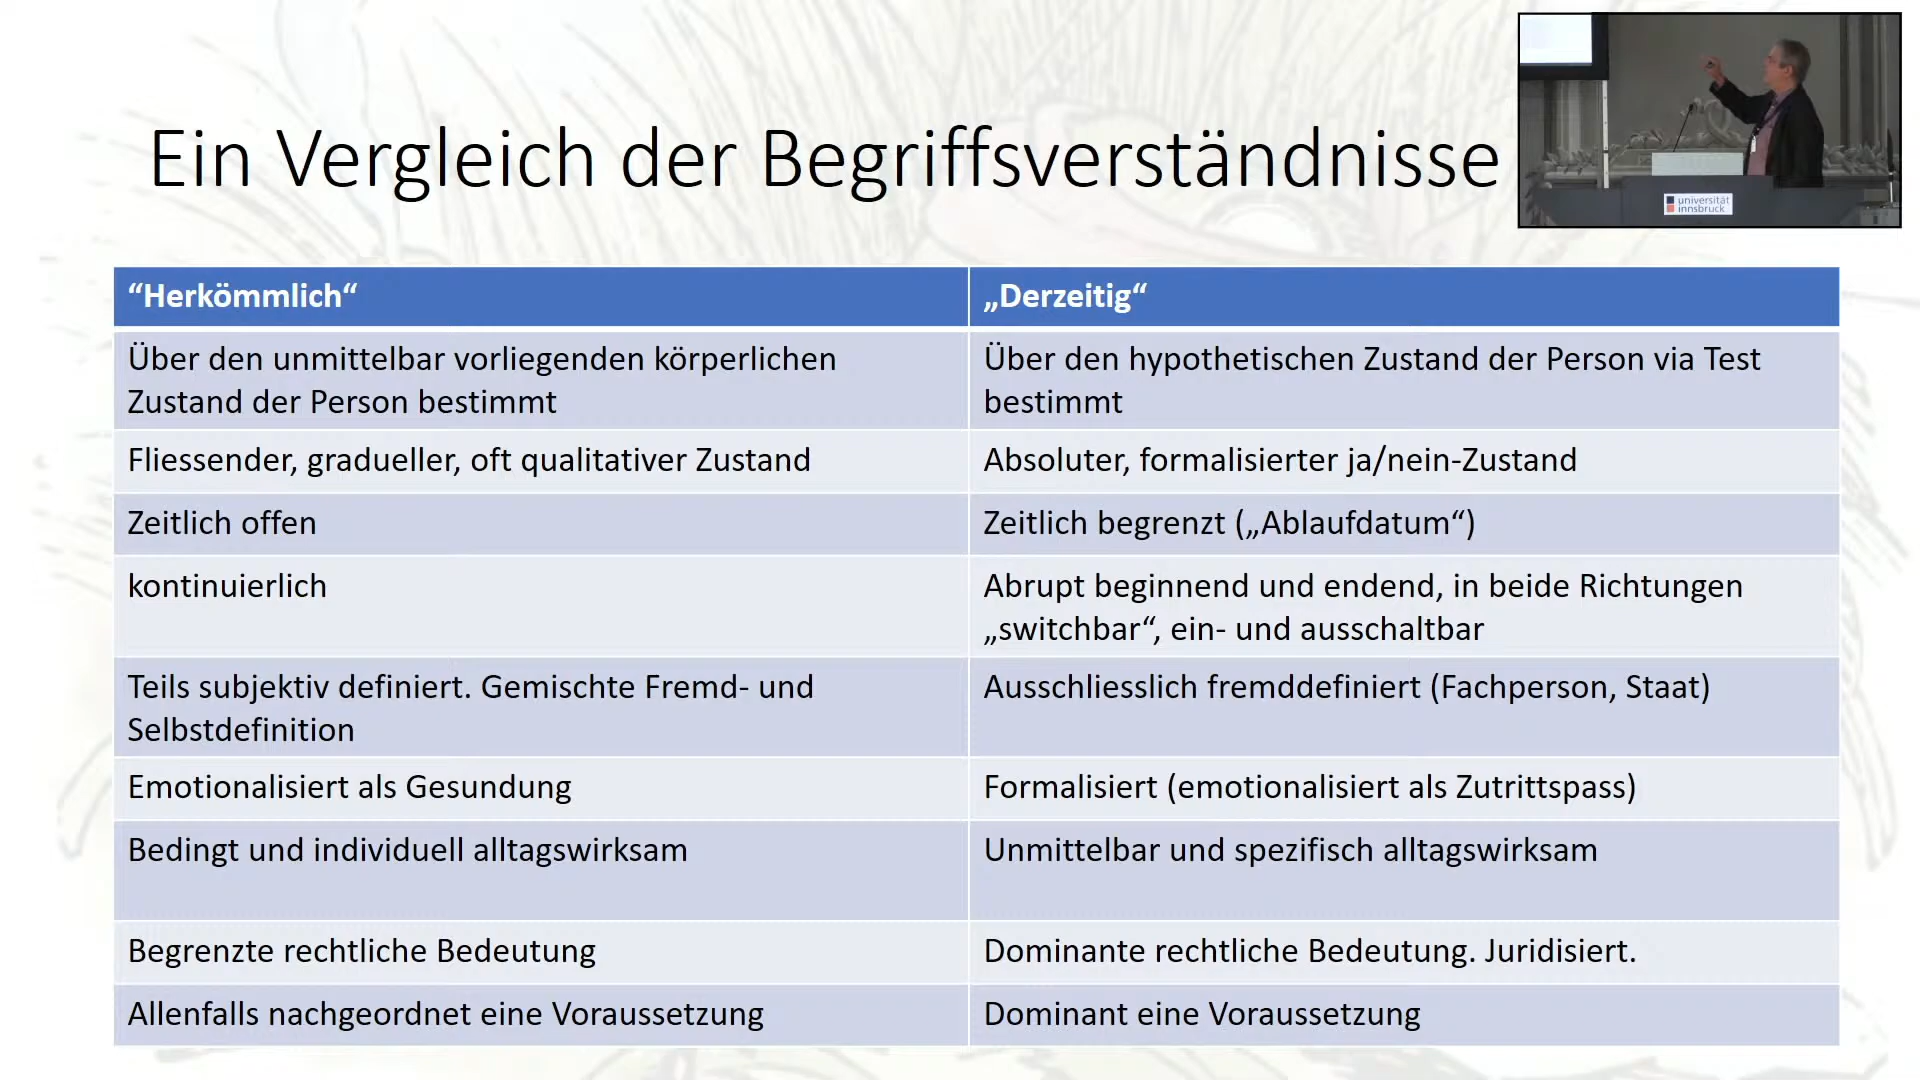 Ein Vergleich der Begriffsverständnisse
universität
innsbruck
“Herkömmlich“
„Derzeitig“
Über den unmittelbar vorliegenden körperlichen
Zustand der Person bestimmt
Über den hypothetischen Zustand der Person via Test
bestimmt
Fliessender, gradueller, oft qualitativer Zustand
Absoluter, formalisierter ja/nein-Zustand
Zeitlich offen
Zeitlich begrenzt („Ablaufdatum“)
kontinuierlich
Abrupt beginnend und endend, in beide Richtungen
„switchbar“, ein- und ausschaltbar
Teils subjektiv definiert. Gemischte Fremd- und
Selbstdefinition
Ausschliesslich fremddefiniert (Fachperson, Staat)
Emotionalisiert als Gesundung
Formalisiert (emotionalisiert als Zutrittspass)
Bedingt und individuell alltagswirksam
Unmittelbar und spezifisch alltagswirksam
Begrenzte rechtliche Bedeutung
Dominante rechtliche Bedeutung. Juridisiert.
Allenfalls nachgeordnet eine Voraussetzung
Dominant eine Voraussetzung